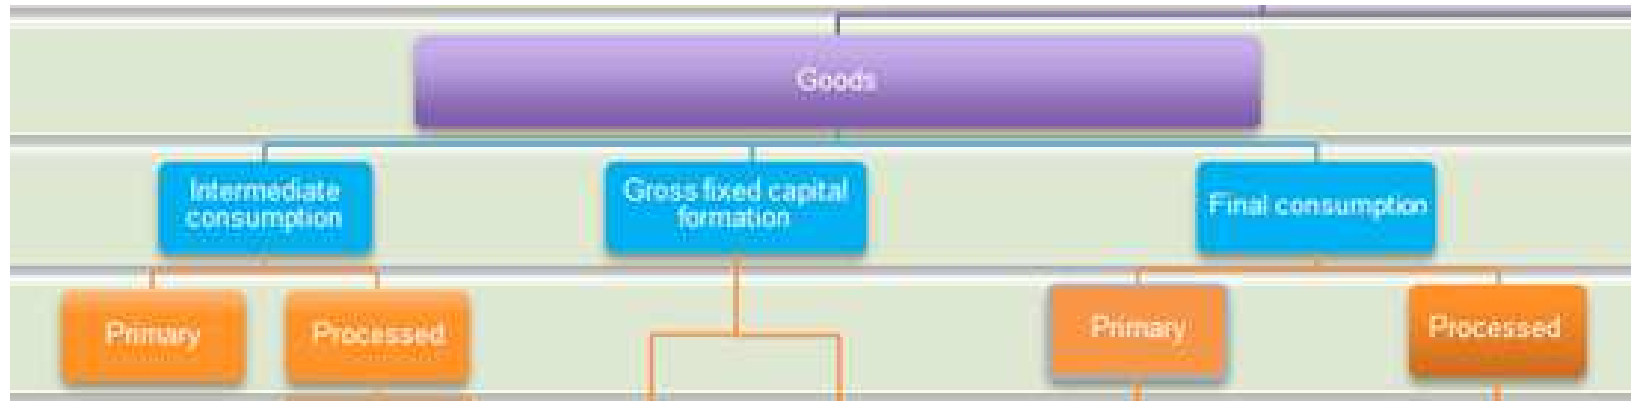 Goods
Intermediate
consumption
Gross fixed capital
formation
Final consumption
Primary
Processed
Primary
Processed